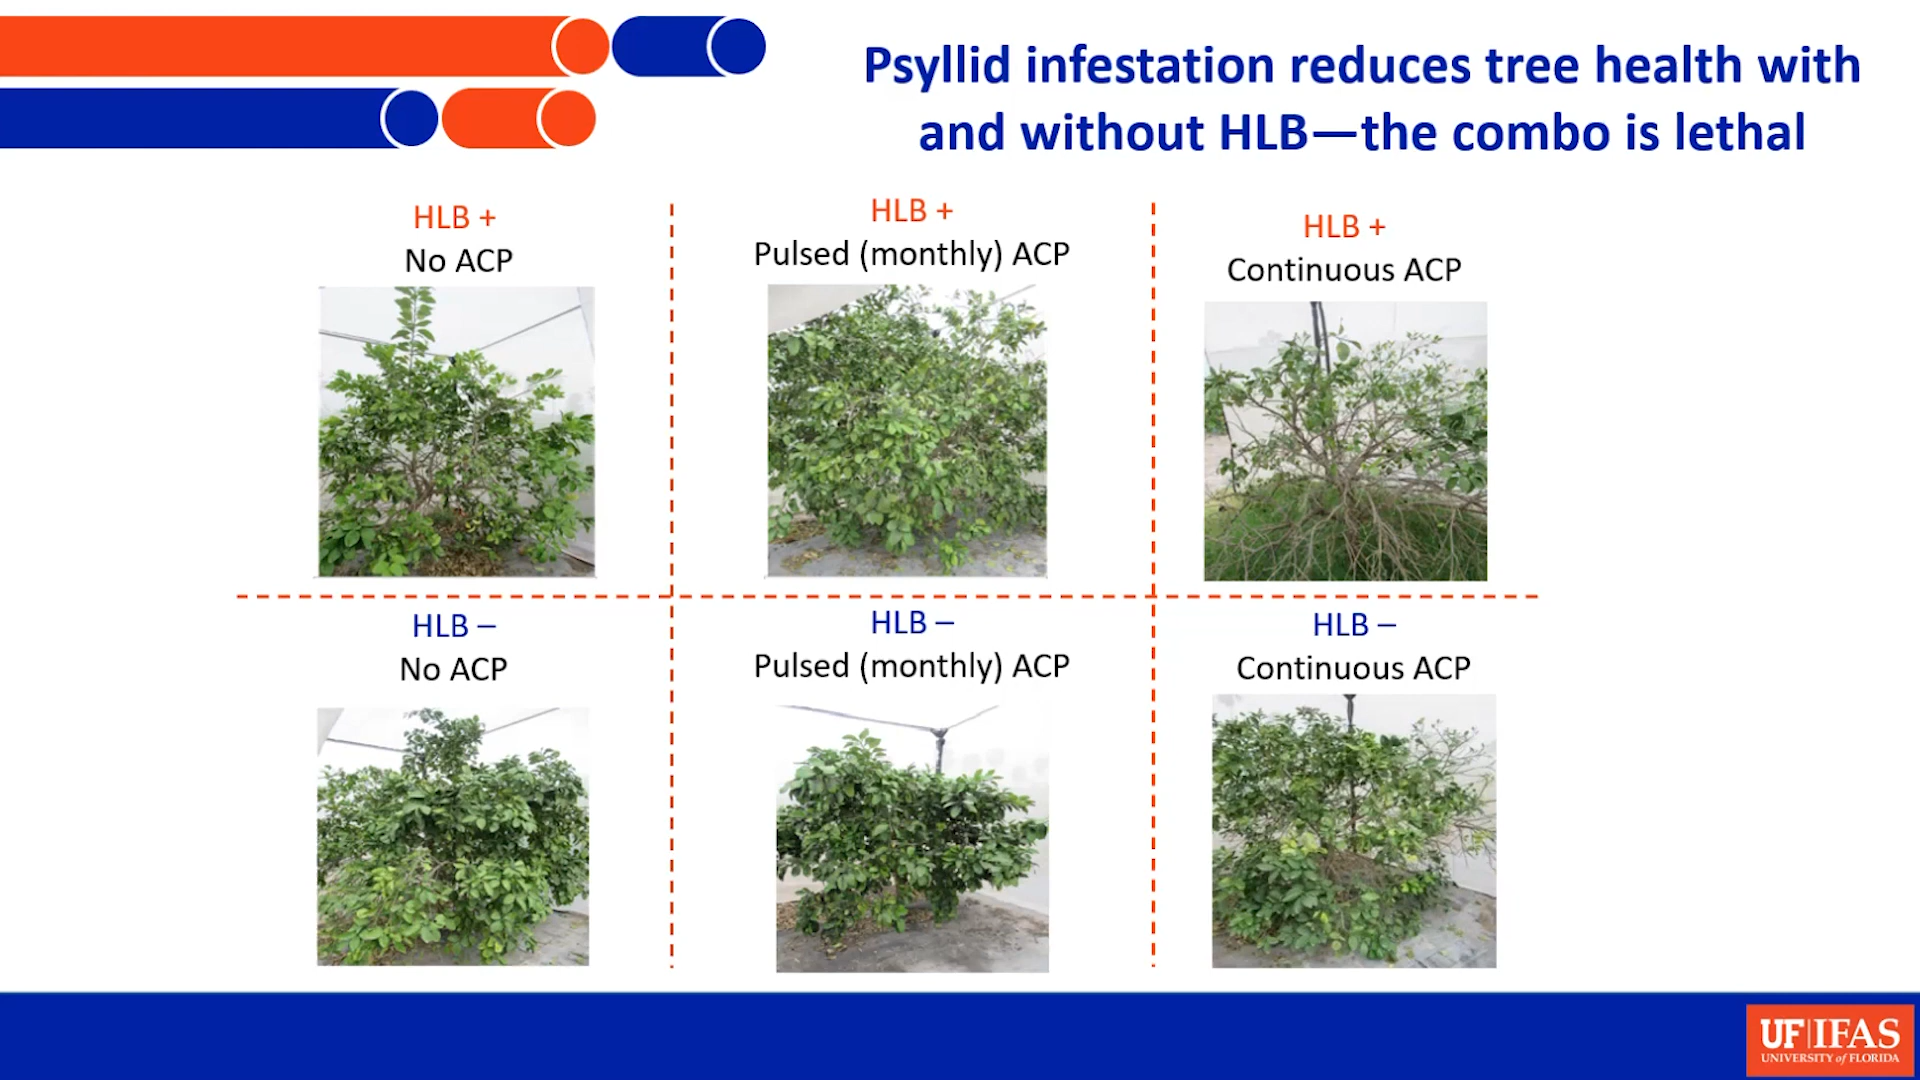 Psyllid infestation reduces tree health with
and without HLB—the combo is lethal
HLB +
No ACP
HLB +
Pulsed (monthly) ACP
HLB +
Continuous ACP
HLB –
No ACP
HLB –
Pulsed (monthly) ACP
HLB –
Continuous ACP
UF|IFAS
UNIVERSITY of FLORIDA